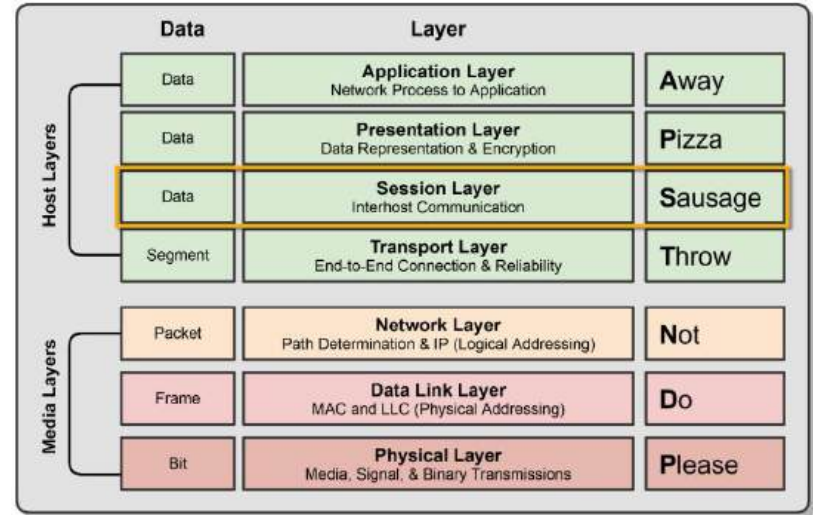 Data Layer
Host Layers
Data Application Layer Away
Network Process to Application
Data Presentation Layer Pizza
Data Representation & Encryption
Data Session Layer Sausage
Interhost Communication
Segment Transport Layer Throw
End-to-End Connection & Reliability
Media Layers
Packet Network Layer Not
Path Determination & IP (Logical Addressing)
Frame Data Link Layer Do
MAC and LLC (Physical Addressing)
Bit Physical Layer Please
Media, Signal, & Binary Transmissions